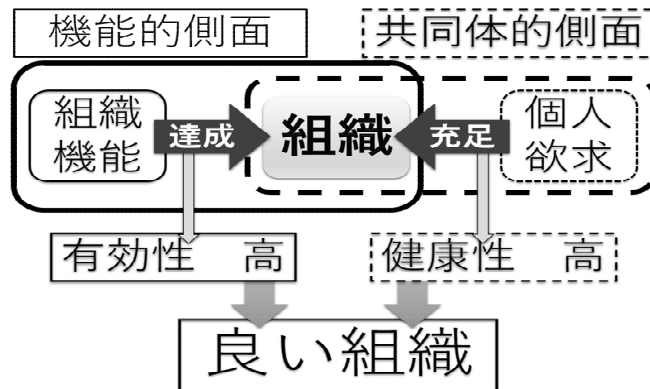 機能的側面
共同体的側面
組織
機能
達成
組織
充足
個人
欲求
有効性　高
健康性　高
良い組織